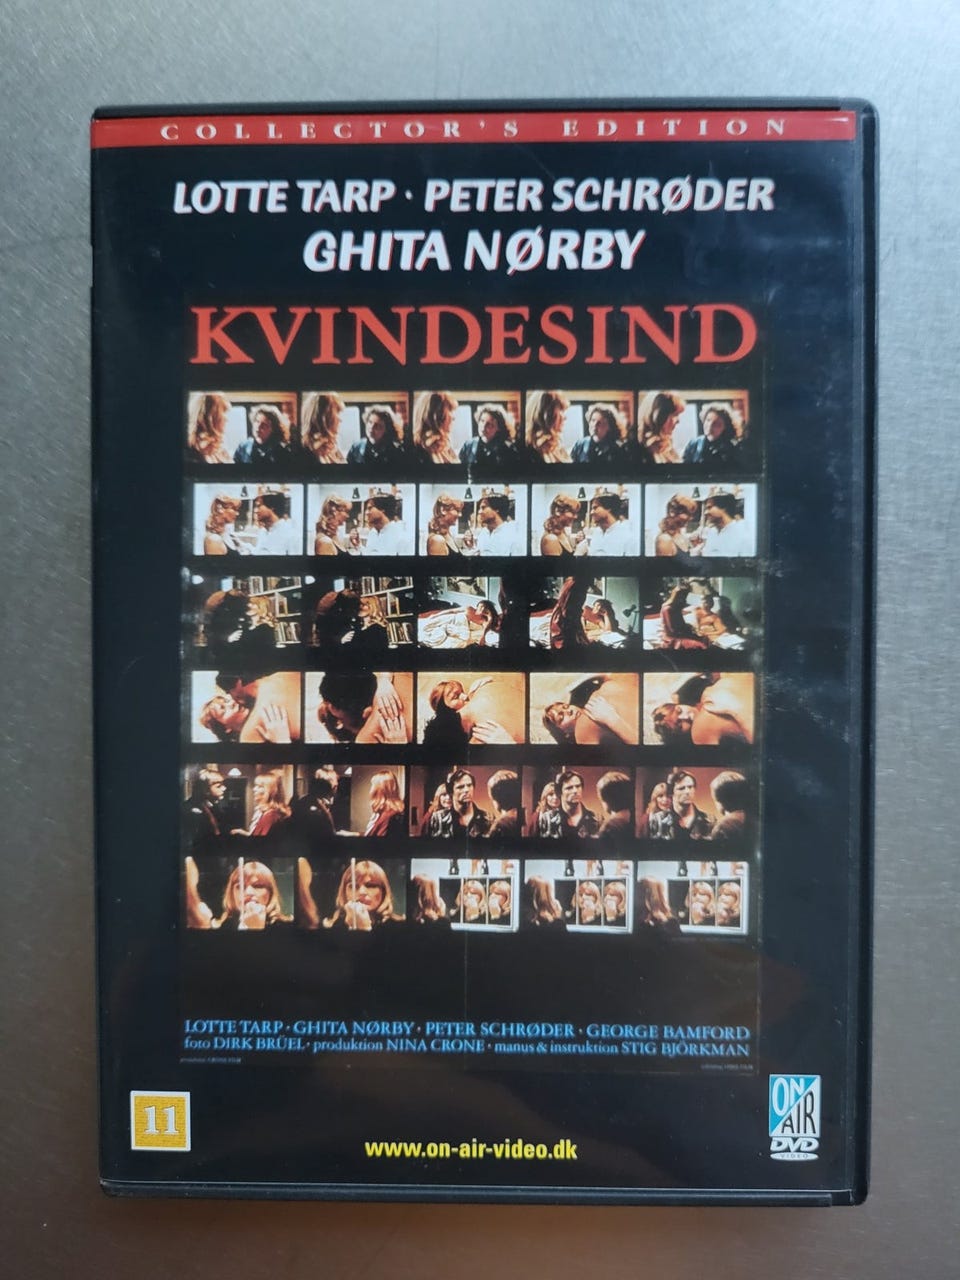 COLLECTOR'S EDITION
LOTTE TARP · PETER SCHRØDER
GHITA NØRBY
KVINDESIND
LOTTE TARP · GHITA NØRBY · PETER SCHRØDER · GEORGE BAMFORD
foto DIRK BRÜEL · produktion NINA CRONE · manus & instruktion STIG BJÖRKMAN
11
www.on-air-video.dk
ON
AIR
DVD
VIDEO